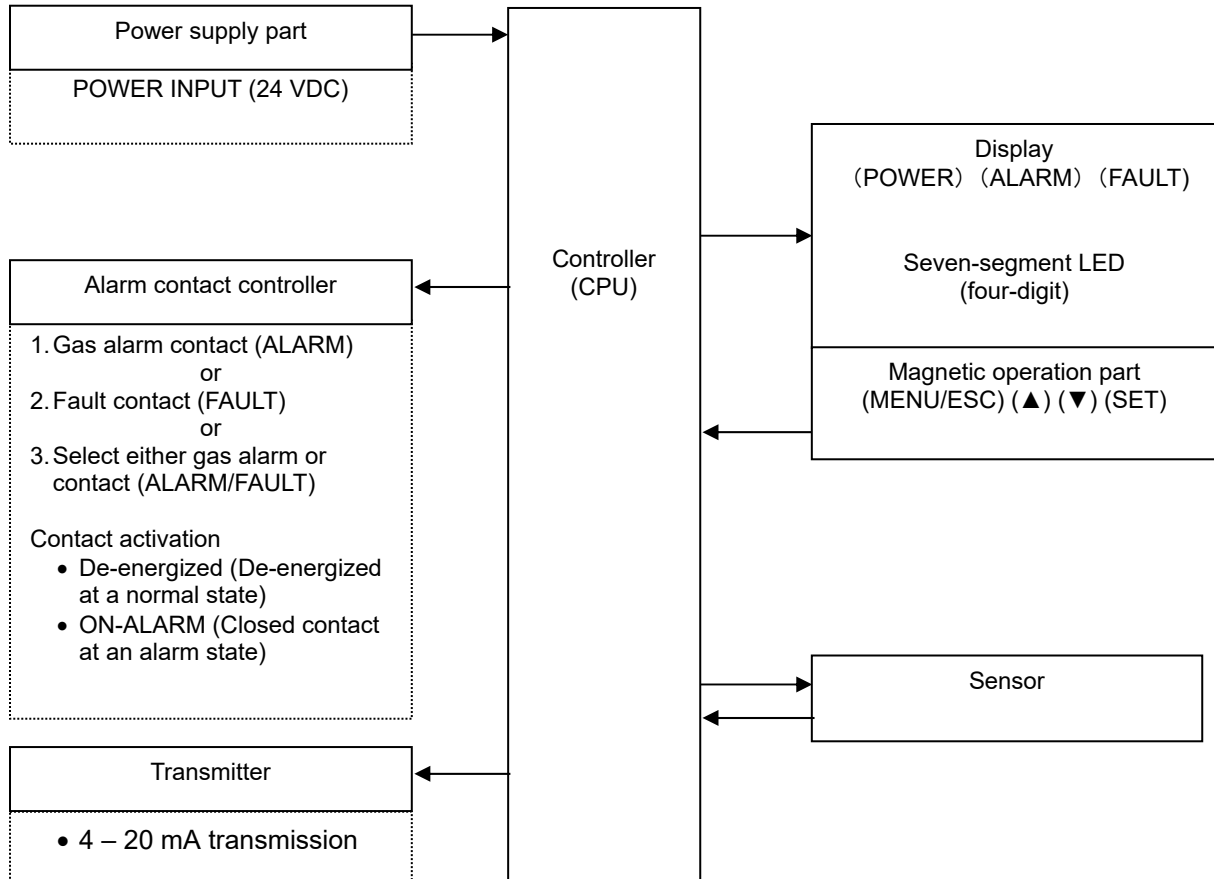 Power supply part
POWER INPUT (24 VDC)
Alarm contact controller
1. Gas alarm contact (ALARM)
or
2. Fault contact (FAULT)
or
3. Select either gas alarm or
contact (ALARM/FAULT)
Contact activation
• De-energized (De-energized
at a normal state)
• ON-ALARM (Closed contact
at an alarm state)
Transmitter
• 4 – 20 mA transmission
Controller
(CPU)
Display
（POWER）（ALARM）（FAULT）
Seven-segment LED
(four-digit)
Magnetic operation part
(MENU/ESC) (▲) (▼) (SET)
Sensor